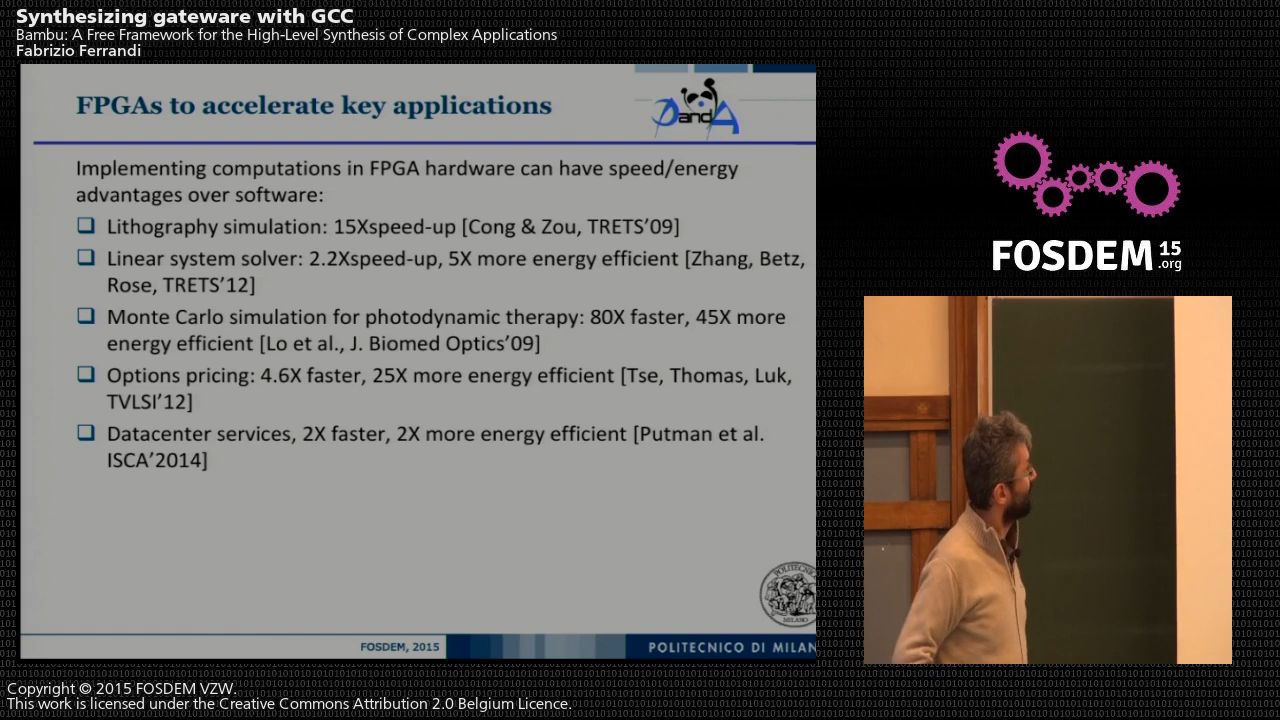 Synthesizing gateware with GCC
Bambu: A Free Framework for the High-Level Synthesis of Complex Applications
Fabrizio Ferrandi
FPGAs to accelerate key applications
PandA
Implementing computations in FPGA hardware can have speed/energy
advantages over software:
❑ Lithography simulation: 15Xspeed-up [Cong & Zou, TRETS'09]
❑ Linear system solver: 2.2Xspeed-up, 5X more energy efficient [Zhang, Betz,
Rose, TRETS'12]
❑ Monte Carlo simulation for photodynamic therapy: 80X faster, 45X more
energy efficient [Lo et al., J. Biomed Optics'09]
❑ Options pricing: 4.6X faster, 25X more energy efficient [Tse, Thomas, Luk,
TVLSI'12]
❑ Datacenter services, 2X faster, 2X more energy efficient [Putman et al.
ISCA'2014]
FOSDEM, 2015
POLITECNICO DI MILAN
FOSDEM 15
.org
Copyright © 2015 FOSDEM VZW.
This work is licensed under the Creative Commons Attribution 2.0 Belgium Licence.